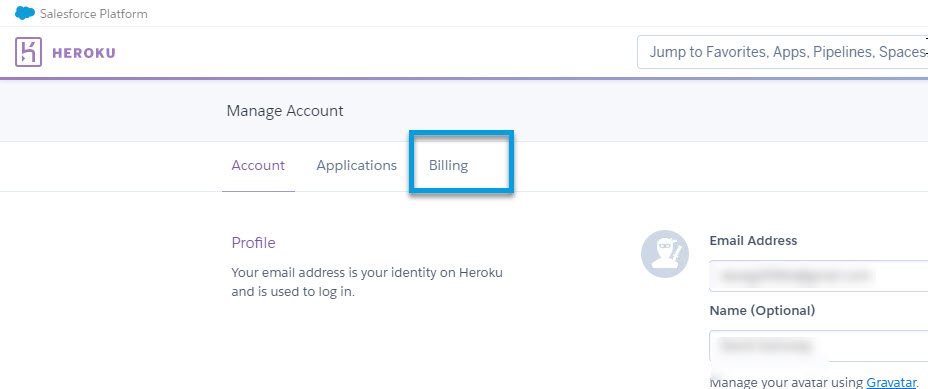 Salesforce Platform
HEROKU
Jump to Favorites, Apps, Pipelines, Spaces
Manage Account
Account Applications Billing
Profile
Your email address is your identity on Heroku
and is used to log in.
Email Address
Name (Optional)
Manage your avatar using Gravatar.